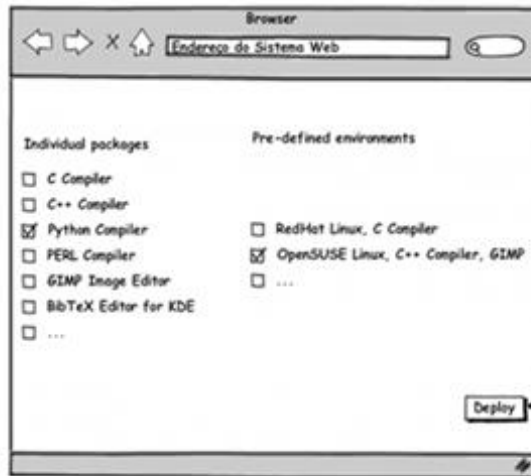 Browser
Endereço do Sistema Web
Individual packages
C Compiler
C++ Compiler
Python Compiler
PERL Compiler
GIMP Image Editor
BibTeX Editor for KDE
...
Pre-defined environments
RedHat Linux, C Compiler
OpenSUSE Linux, C++ Compiler, GIMP
...
Deploy